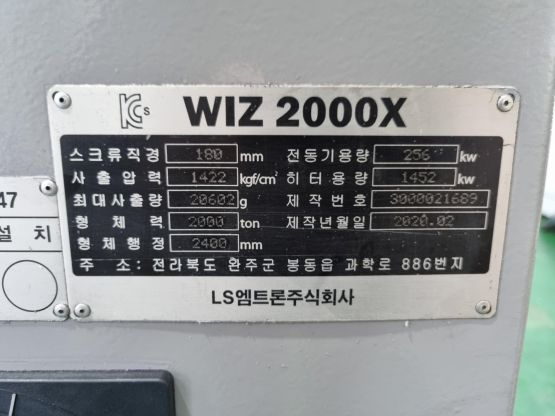 KCs WIZ 2000X
스크류직경 180 mm 전동기용량 256 kw
사출압력 1422 kgf/cm² 히터용량 1452 kw
최대사출량 20602 g 제작번호 3000021689
형체력 2000 ton 제작년월일 2020.02
형체행정 2400 mm
주 소: 전라북도 완주군 봉동읍 과학로 886번지
LS엠트론주식회사
47
설 치